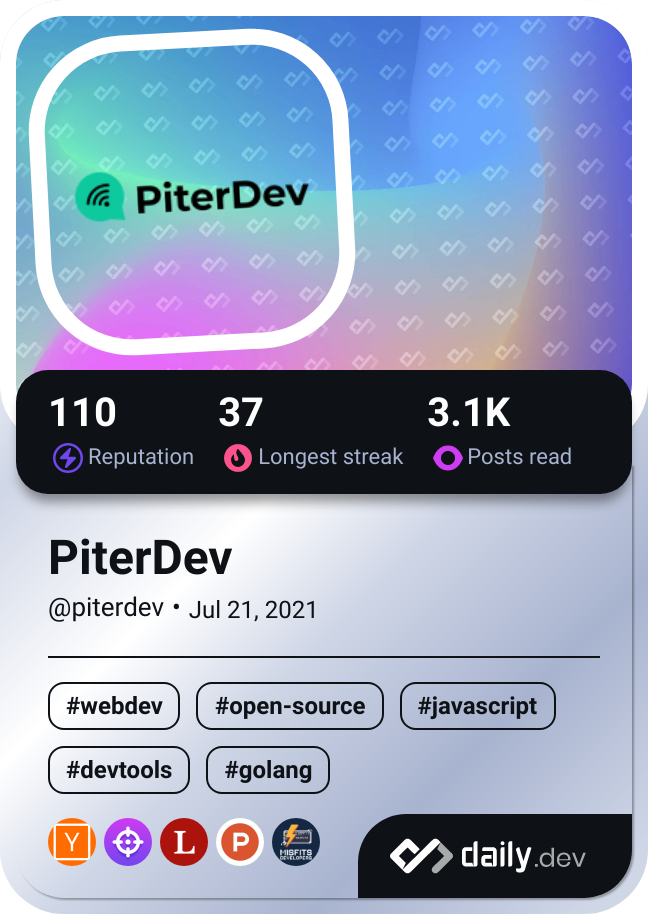 PiterDev
110 37 3.1K
Reputation Longest streak Posts read
PiterDev
@piterdev • Jul 21, 2021
#webdev #open-source #javascript
#devtools #golang
Y L P MISFITS
DEVELOPERS
daily.dev